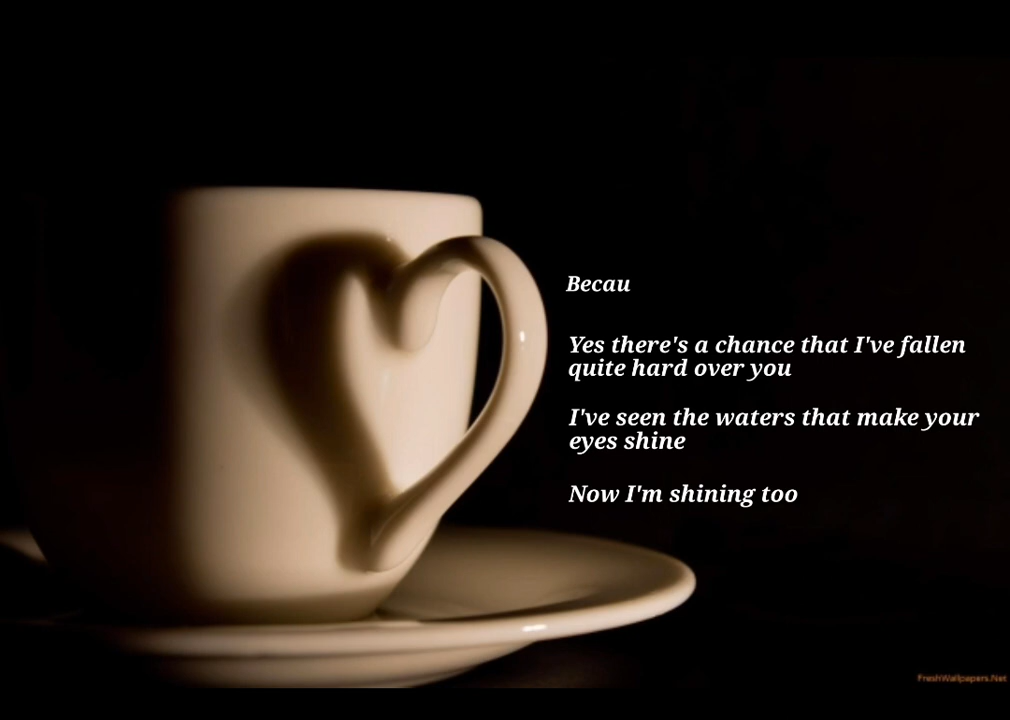 Becau
Yes there's a chance that I've fallen
quite hard over you
I've seen the waters that make your
eyes shine
Now I'm shining too
FreshWallpapers.Net